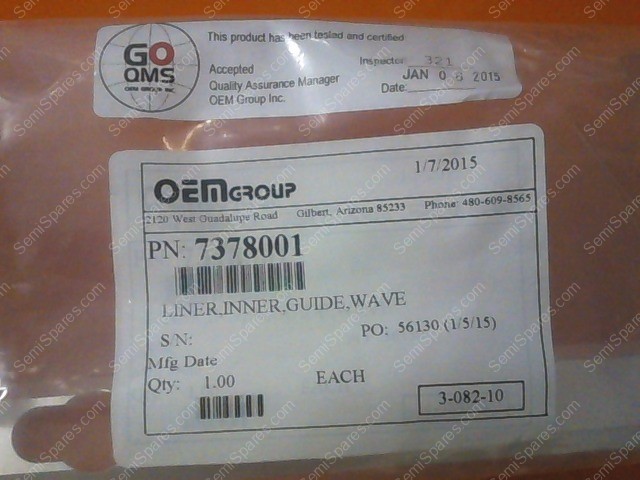 This product has been tested and certified
GO
QMS
OEM GROUP INC.
Inspector 321
Accepted
JAN 06 2015
Quality Assurance Manager
Date:
OEM Group Inc.
1/7/2015
OEMGROUP
2120 West Guadalupe Road Gilbert, Arizona 85233 Phone: 480-609-8565
PN: 7378001
LINER,INNER,GUIDE,WAVE
S/N:
PO: 56130 (1/5/15)
Mfg Date
Qty: 1.00 EACH
3-082-10
SemiSpares.com